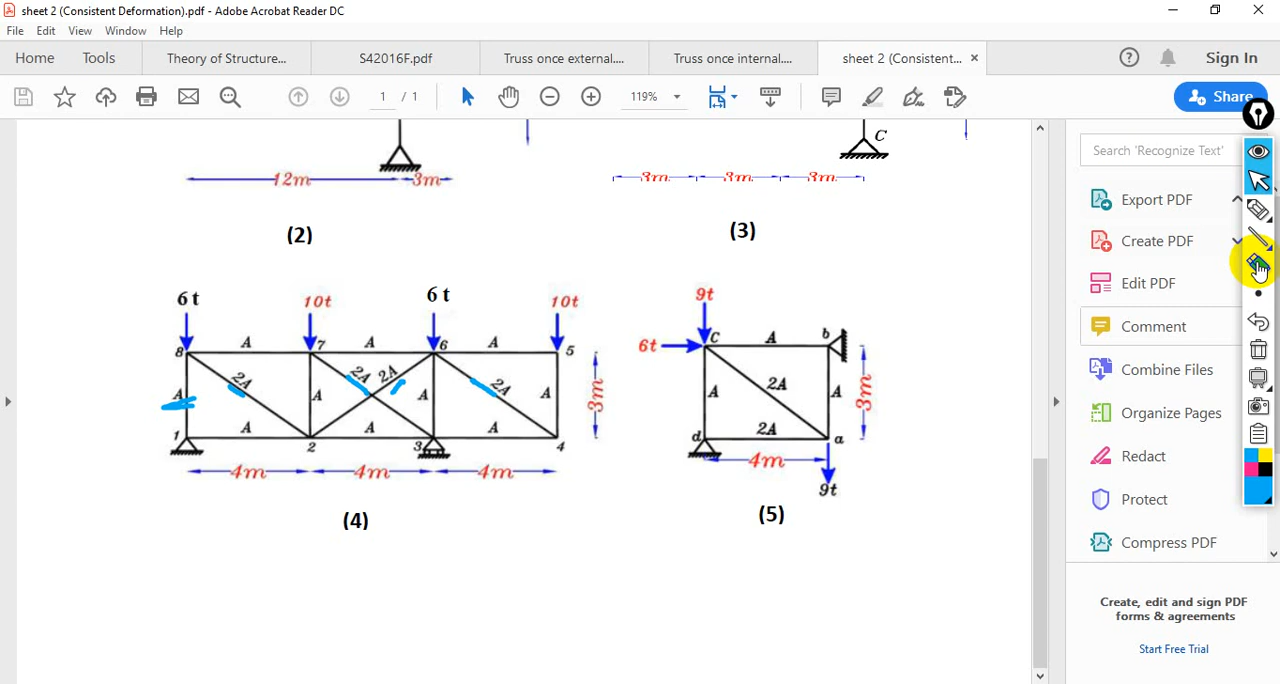 sheet 2 (Consistent Deformation).pdf - Adobe Acrobat Reader DC
File Edit View Window Help
Home Tools Theory of Structure... S42016F.pdf Truss once external.... Truss once internal.... sheet 2 (Consistent... × Sign In
1 / 1 119% Share
C
12m 3m 3m 3m 3m
(2) (3)
6 t 10t 6 t 10t
8 A 7 A 6 A 5
2A 2A 2A 2A
A A A A 3m
1 A 2 A 3 A 4
4m 4m 4m
(4)
9t
6t C A b
A 2A A 3m
d 2A a
4m
9t
(5)
Search 'Recognize Text'
Export PDF
Create PDF
Edit PDF
Comment
Combine Files
Organize Pages
Redact
Protect
Compress PDF
Create, edit and sign PDF
forms & agreements
Start Free Trial